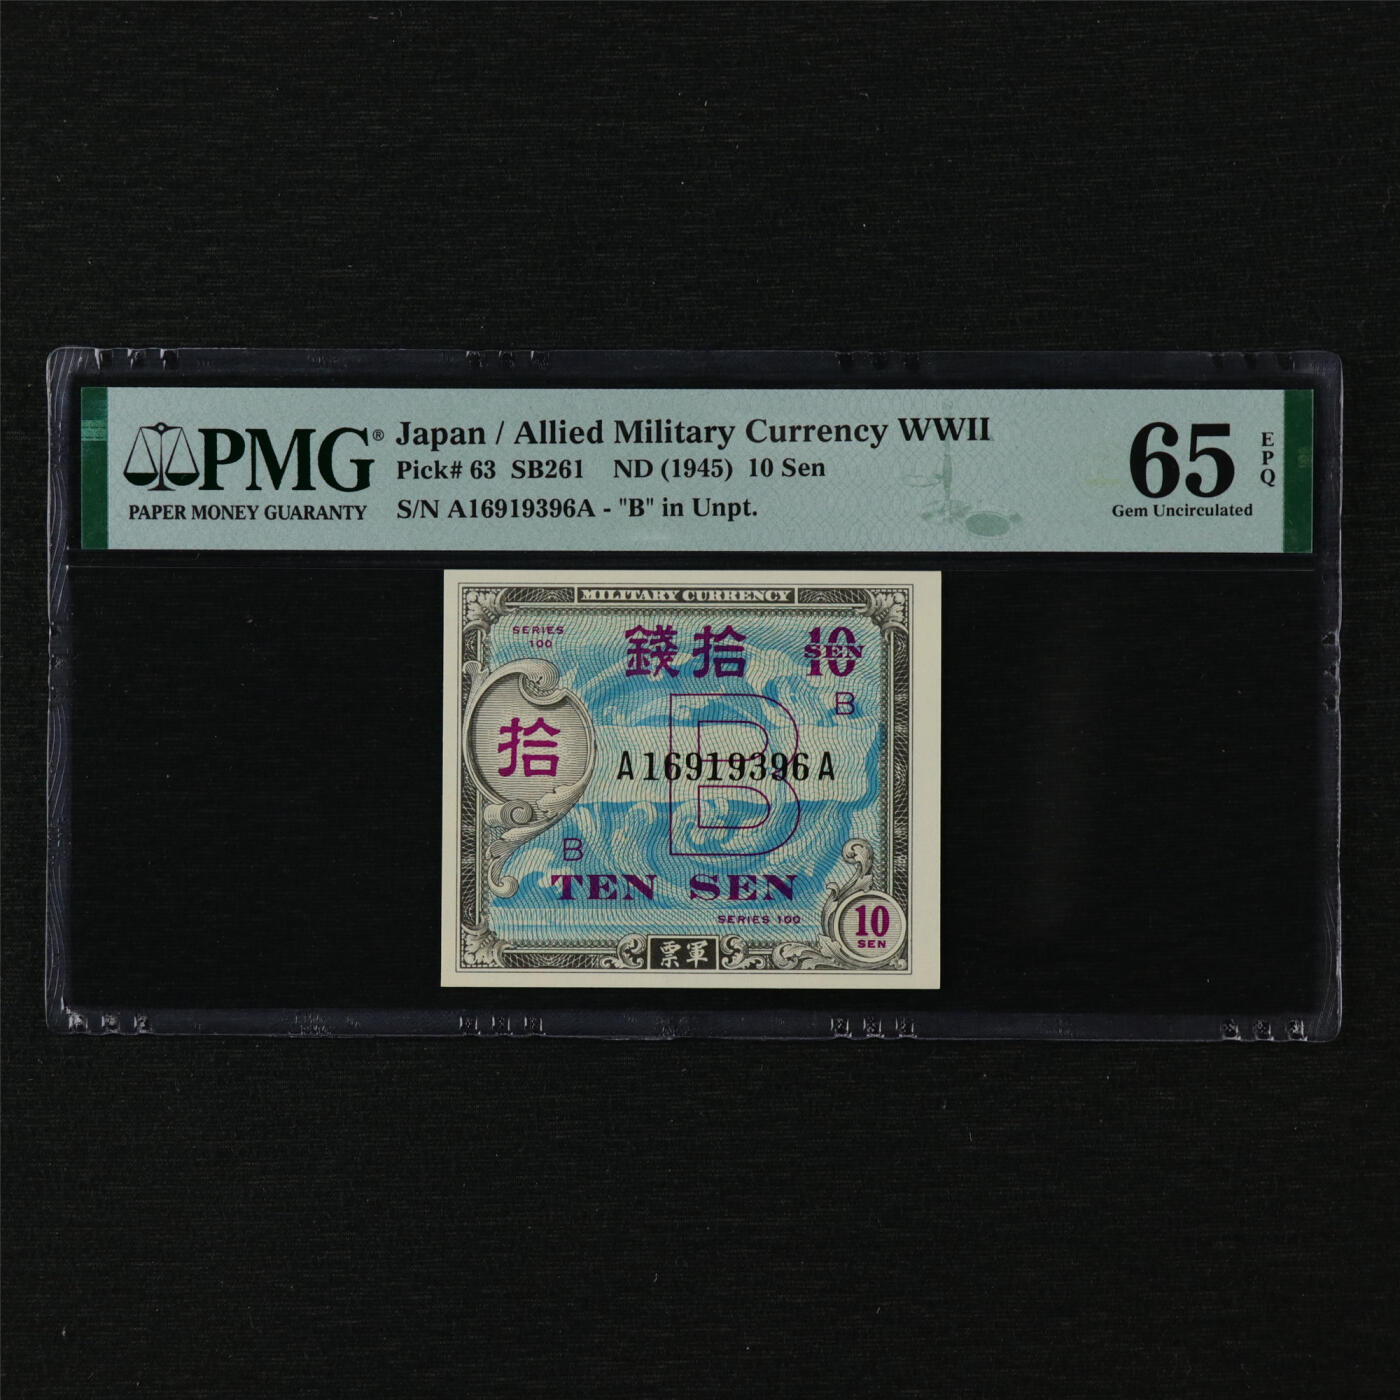 PMG®
PAPER MONEY GUARANTY
Japan / Allied Military Currency WWII
Pick# 63 SB261 ND (1945) 10 Sen
S/N A16919396A - "B" in Unpt.
65
EPQ
Gem Uncirculated
MILITARY CURRENCY
SERIES
100
錢拾
10
SEN
B
拾
B
A16919396A
B
TEN SEN
SERIES 100
10
SEN
票軍